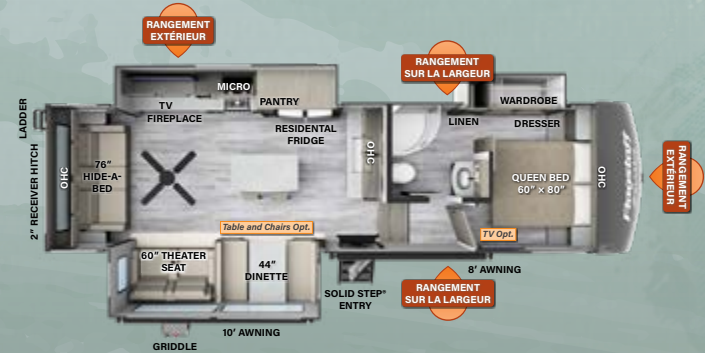 RANGEMENT
EXTÉRIEUR
RANGEMENT
SUR LA LARGEUR
MICRO
TV
FIREPLACE
PANTRY
RESIDENTAL
FRIDGE
WARDROBE
LINEN
DRESSER
LADDER
2" RECEIVER HITCH
OHC
76"
HIDE-A-
BED
OHC
QUEEN BED
60" × 80"
OHC
RANGEMENT
EXTÉRIEUR
Table and Chairs Opt.
TV Opt.
60" THEATER
SEAT
44"
DINETTE
SOLID STEP®
ENTRY
8' AWNING
RANGEMENT
SUR LA LARGEUR
10' AWNING
GRIDDLE